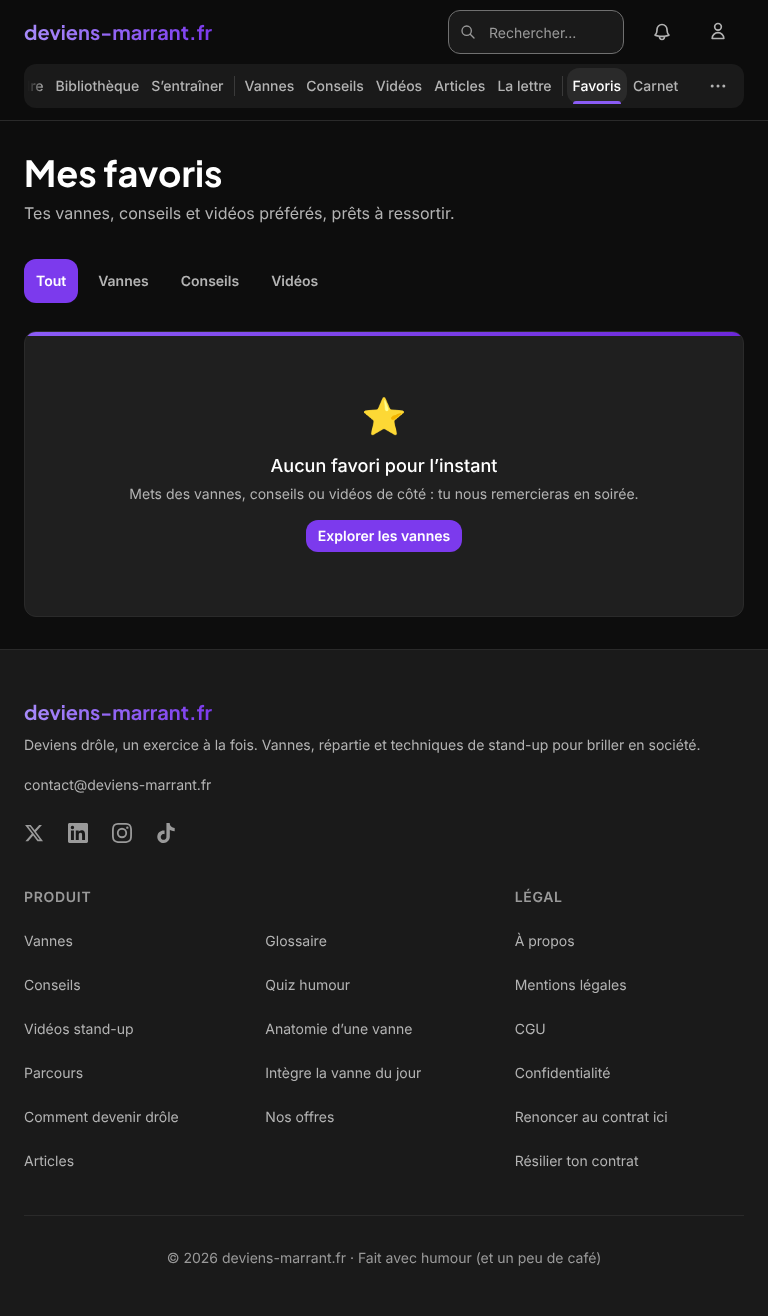 deviens-marrant.fr
Rechercher...
re Bibliothèque S'entraîner Vannes Conseils Vidéos Articles La lettre Favoris Carnet
Mes favoris
Tes vannes, conseils et vidéos préférés, prêts à ressortir.
Tout Vannes Conseils Vidéos
Aucun favori pour l'instant
Mets des vannes, conseils ou vidéos de côté : tu nous remercieras en soirée.
Explorer les vannes
deviens-marrant.fr
Deviens drôle, un exercice à la fois. Vannes, répartie et techniques de stand-up pour briller en société.
contact@deviens-marrant.fr
PRODUIT
Vannes
Conseils
Vidéos stand-up
Parcours
Comment devenir drôle
Articles
Glossaire
Quiz humour
Anatomie d'une vanne
Intègre la vanne du jour
Nos offres
LÉGAL
À propos
Mentions légales
CGU
Confidentialité
Renoncer au contrat ici
Résilier ton contrat
© 2026 deviens-marrant.fr · Fait avec humour (et un peu de café)